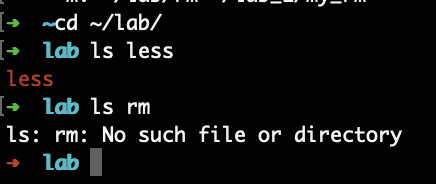 ➜ ~cd ~/lab/
➜ lab ls less
less
➜ lab ls rm
ls: rm: No such file or directory
➜ lab